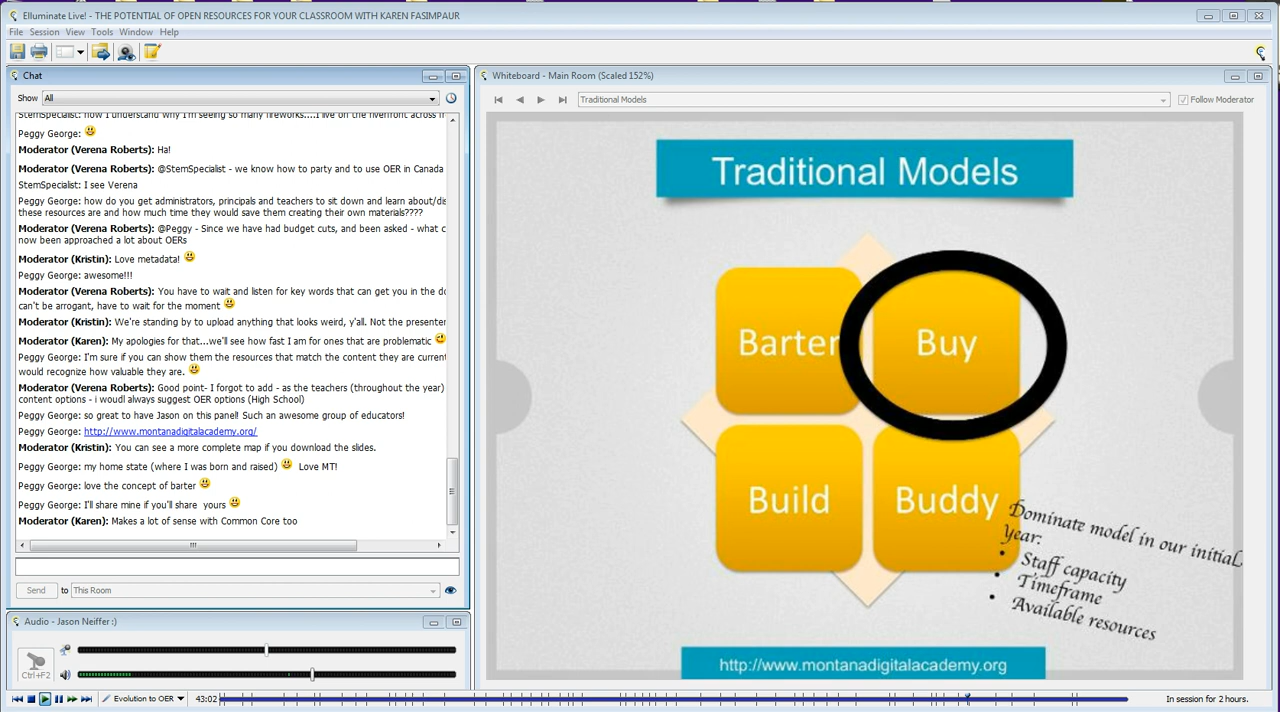 Elluminate Live! - THE POTENTIAL OF OPEN RESOURCES FOR YOUR CLASSROOM WITH KAREN FASIMPAUR
File Session View Tools Window Help
Chat
Show All
StemSpecialist: now I understand why I'm seeing so many fireworks....I live on the riverfront across fr
Peggy George:
Moderator (Verena Roberts): Ha!
Moderator (Verena Roberts): @StemSpecialist - we know how to party and to use OER in Canada
StemSpecialist: I see Verena
Peggy George: how do you get administrators, principals and teachers to sit down and learn about/dis
these resources are and how much time they would save them creating their own materials????
Moderator (Verena Roberts): @Peggy - Since we have had budget cuts, and been asked - what c
now been approached a lot about OERs
Moderator (Kristin): Love metadata!
Peggy George: awesome!!!
Moderator (Verena Roberts): You have to wait and listen for key words that can get you in the do
can't be arrogant, have to wait for the moment
Moderator (Kristin): We're standing by to upload anything that looks weird, y'all. Not the presenter
Moderator (Karen): My apologies for that...we'll see how fast I am for ones that are problematic
Peggy George: I'm sure if you can show them the resources that match the content they are current
would recognize how valuable they are.
Moderator (Verena Roberts): Good point- I forgot to add - as the teachers (throughout the year)
content options - i woudl always suggest OER options (High School)
Peggy George: so great to have Jason on this panel! Such an awesome group of educators!
Peggy George: http://www.montanadigitalacademy.org/
Moderator (Kristin): You can see a more complete map if you download the slides.
Peggy George: my home state (where I was born and raised) Love MT!
Peggy George: love the concept of barter
Peggy George: I'll share mine if you'll share yours
Moderator (Karen): Makes a lot of sense with Common Core too
Send to This Room
Audio - Jason Neiffer :)
Ctrl+F2
Whiteboard - Main Room (Scaled 152%)
Traditional Models
Follow Moderator
Traditional Models
Barter
Buy
Build
Buddy
Dominate model in our initial
year:
• Staff capacity
• Timeframe
• Available resources
http://www.montanadigitalacademy.org
Evolution to OER
43:02
In session for 2 hours.